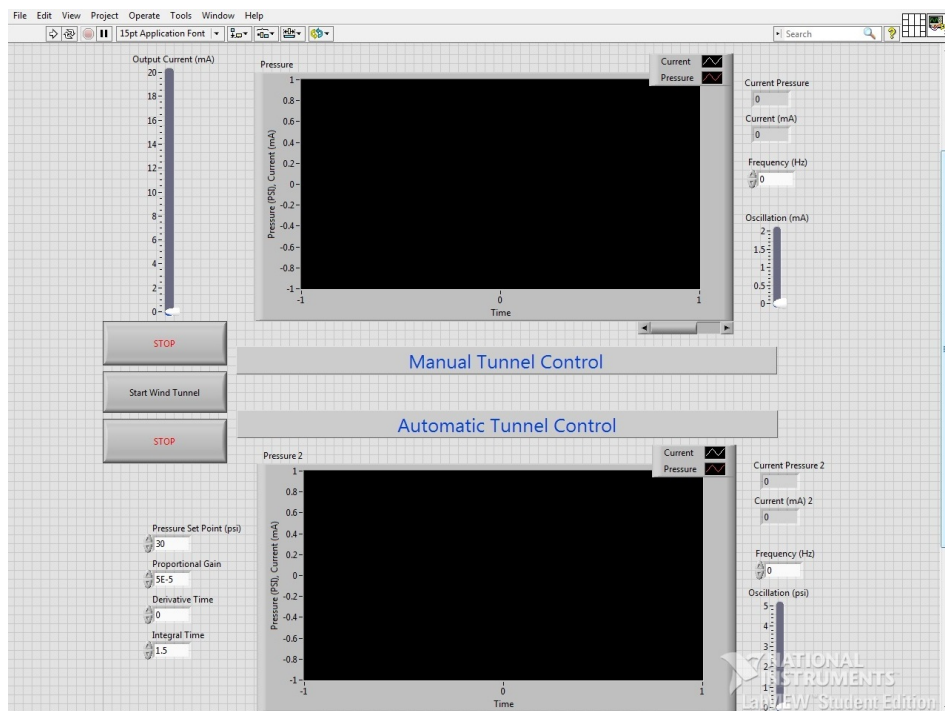 File Edit View Project Operate Tools Window Help
15pt Application Font
Search
Output Current (mA)
20
18
16
14
12
10
8
6
4
2
0
Pressure
Current
Pressure
Pressure (PSI), Current (mA)
1
0.8
0.6
0.4
0.2
0
-0.2
-0.4
-0.6
-0.8
-1
-1 0 1
Time
Current Pressure
0
Current (mA)
0
Frequency (Hz)
0
Oscillation (mA)
2
1.5
1
0.5
0
STOP
Manual Tunnel Control
Start Wind Tunnel
Automatic Tunnel Control
STOP
Pressure 2
Current
Pressure
Pressure (PSI), Current (mA)
1
0.8
0.6
0.4
0.2
0
-0.2
-0.4
-0.6
-0.8
-1
-1 0 1
Time
Pressure Set Point (psi)
30
Proportional Gain
5E-5
Derivative Time
0
Integral Time
1.5
Current Pressure 2
0
Current (mA) 2
0
Frequency (Hz)
0
Oscillation (psi)
5
4
3
2
1
0
NATIONAL
INSTRUMENTS
LabVIEW Student Edition